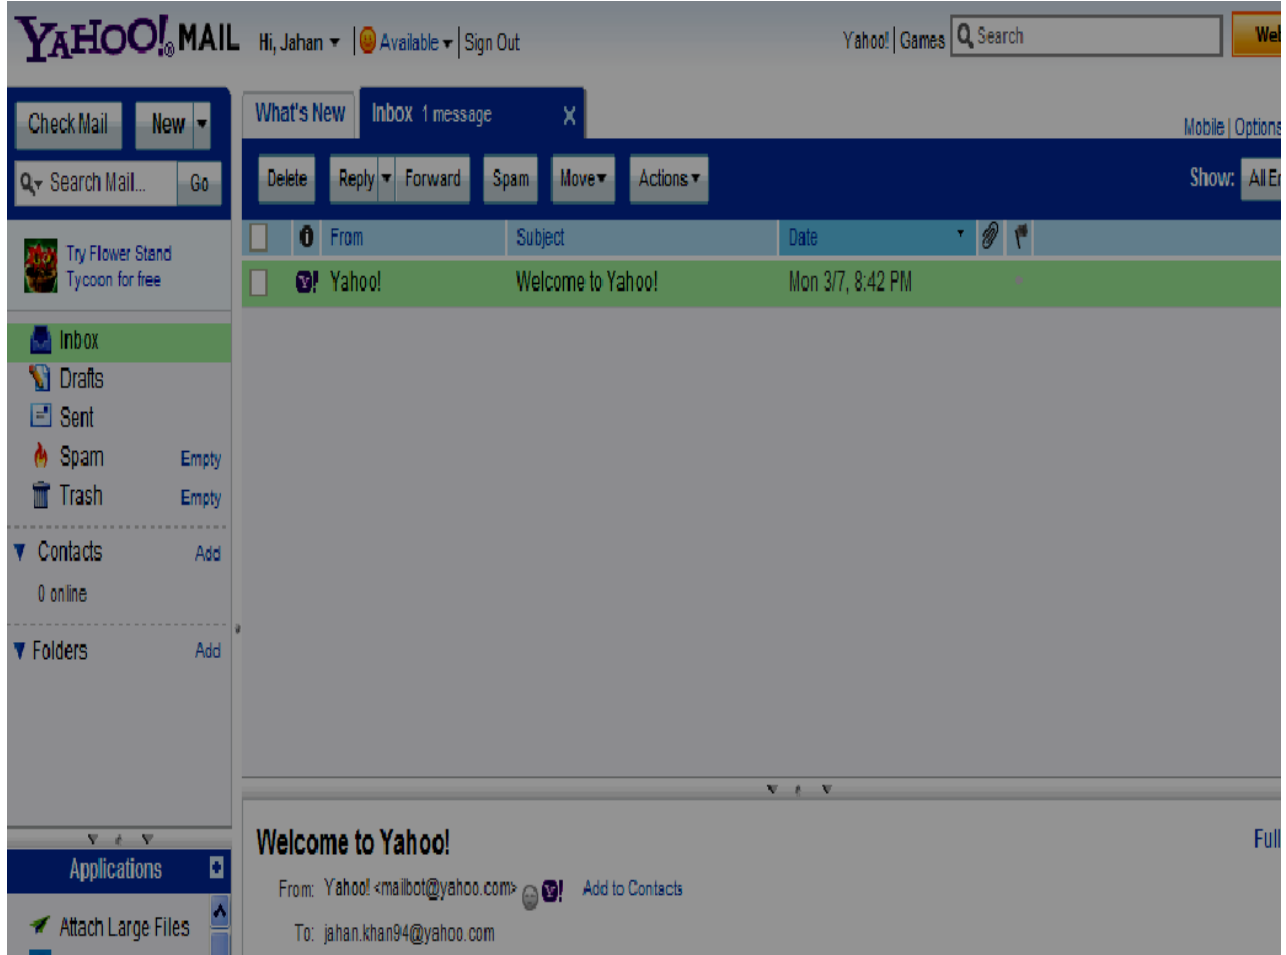 YAHOO!® MAIL Hi, Jahan Available Sign Out Yahoo! Games Search
Check Mail New What's New Inbox 1 message X Mobile Options
Search Mail... Go Delete Reply Forward Spam Move Actions Show:
From Subject Date
Try Flower Stand
Tycoon for free
Y! Yahoo! Welcome to Yahoo! Mon 3/7, 8:42 PM
Inbox
Drafts
Sent
Spam Empty
Trash Empty
Contacts Add
0 online
Folders Add
Welcome to Yahoo! Full
Applications
From: Yahoo! <mailbot@yahoo.com> Y! Add to Contacts
Attach Large Files
To: jahan.khan94@yahoo.com